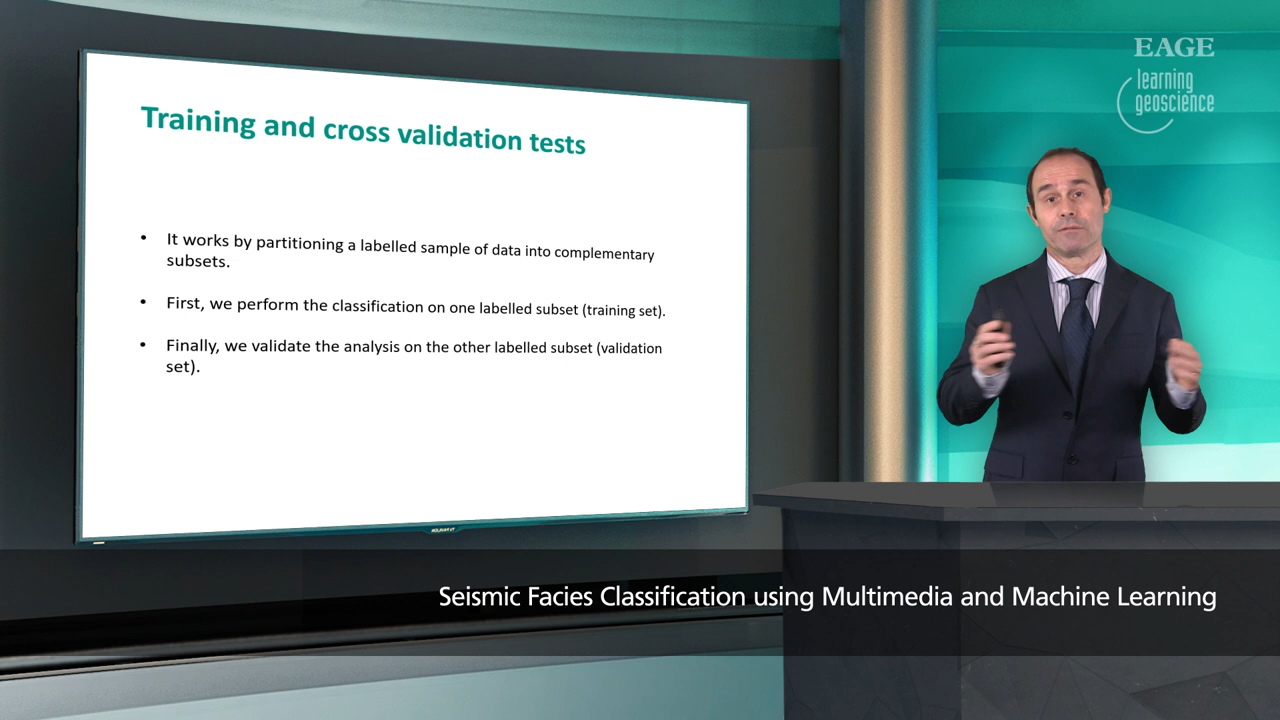 EAGE
learning
geoscience
Training and cross validation tests
• It works by partitioning a labelled sample of data into complementary
subsets.
• First, we perform the classification on one labelled subset (training set).
• Finally, we validate the analysis on the other labelled subset (validation
set).
Seismic Facies Classification using Multimedia and Machine Learning